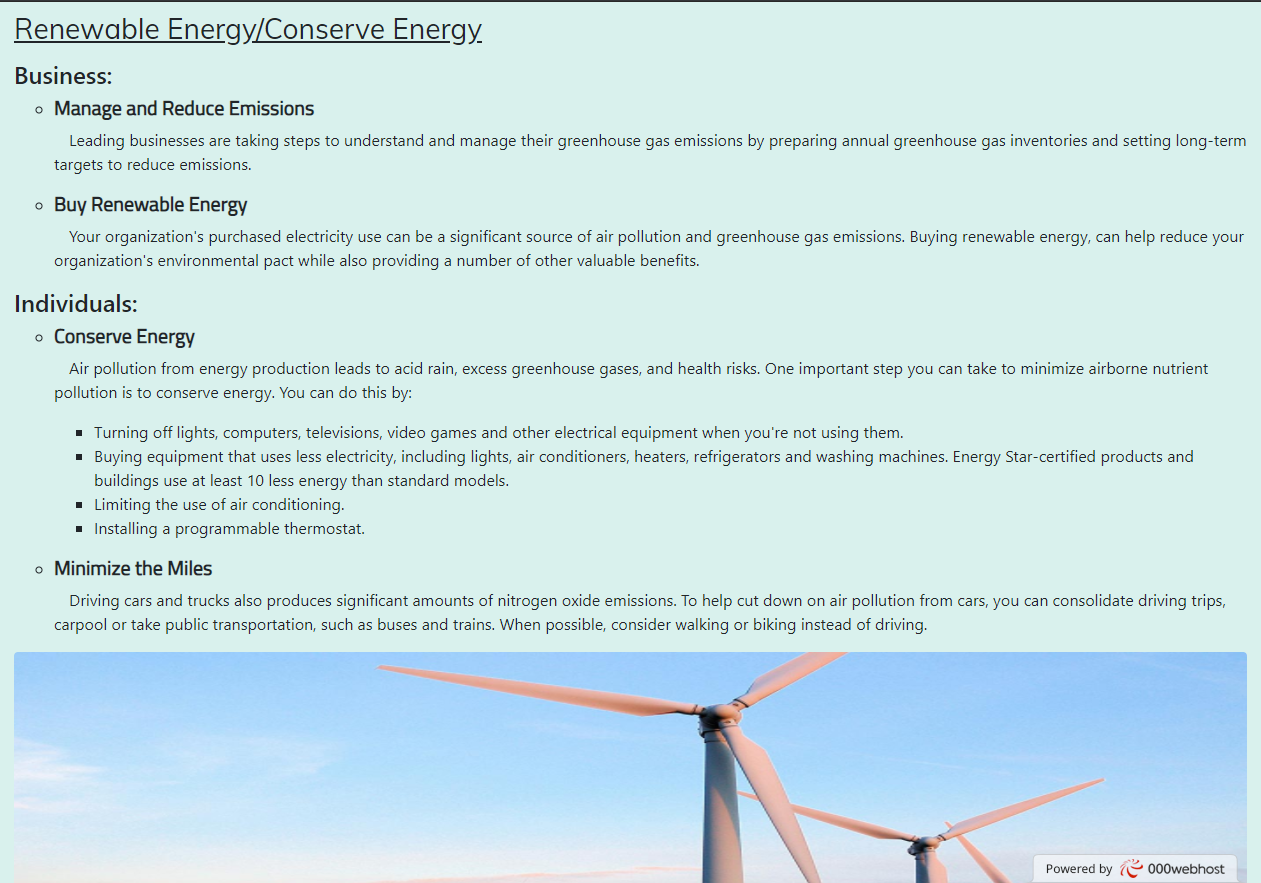 Renewable Energy/Conserve Energy
Business:
Manage and Reduce Emissions
Leading businesses are taking steps to understand and manage their greenhouse gas emissions by preparing annual greenhouse gas inventories and setting long-term
targets to reduce emissions.
Buy Renewable Energy
Your organization's purchased electricity use can be a significant source of air pollution and greenhouse gas emissions. Buying renewable energy, can help reduce your
organization's environmental pact while also providing a number of other valuable benefits.
Individuals:
Conserve Energy
Air pollution from energy production leads to acid rain, excess greenhouse gases, and health risks. One important step you can take to minimize airborne nutrient
pollution is to conserve energy. You can do this by:
Turning off lights, computers, televisions, video games and other electrical equipment when you're not using them.
Buying equipment that uses less electricity, including lights, air conditioners, heaters, refrigerators and washing machines. Energy Star-certified products and
buildings use at least 10 less energy than standard models.
Limiting the use of air conditioning.
Installing a programmable thermostat.
Minimize the Miles
Driving cars and trucks also produces significant amounts of nitrogen oxide emissions. To help cut down on air pollution from cars, you can consolidate driving trips,
carpool or take public transportation, such as buses and trains. When possible, consider walking or biking instead of driving.
Powered by 000webhost